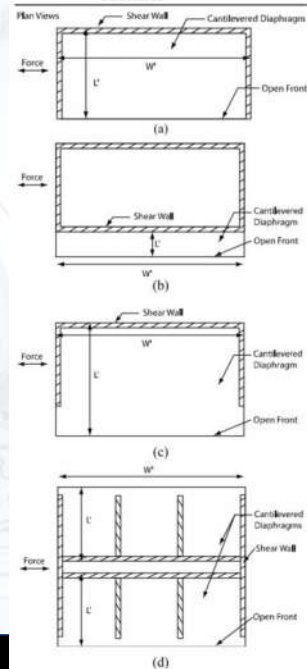 Plan Views
Shear Wall
Cantilevered Diaphragm
Force
L'
W'
Open Front
(a)
Force
Shear Wall
Cantilevered
Diaphragm
L'
Open Front
W'
(b)
Shear Wall
Force
W'
L'
Cantilevered
Diaphragm
Open Front
(c)
W'
L'
Cantilevered
Diaphragms
Force
Shear Wall
L'
Open Front
(d)